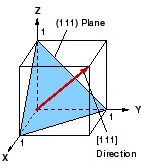 Z
1
(111) Plane
Y
1
[111]
Direction
1
X